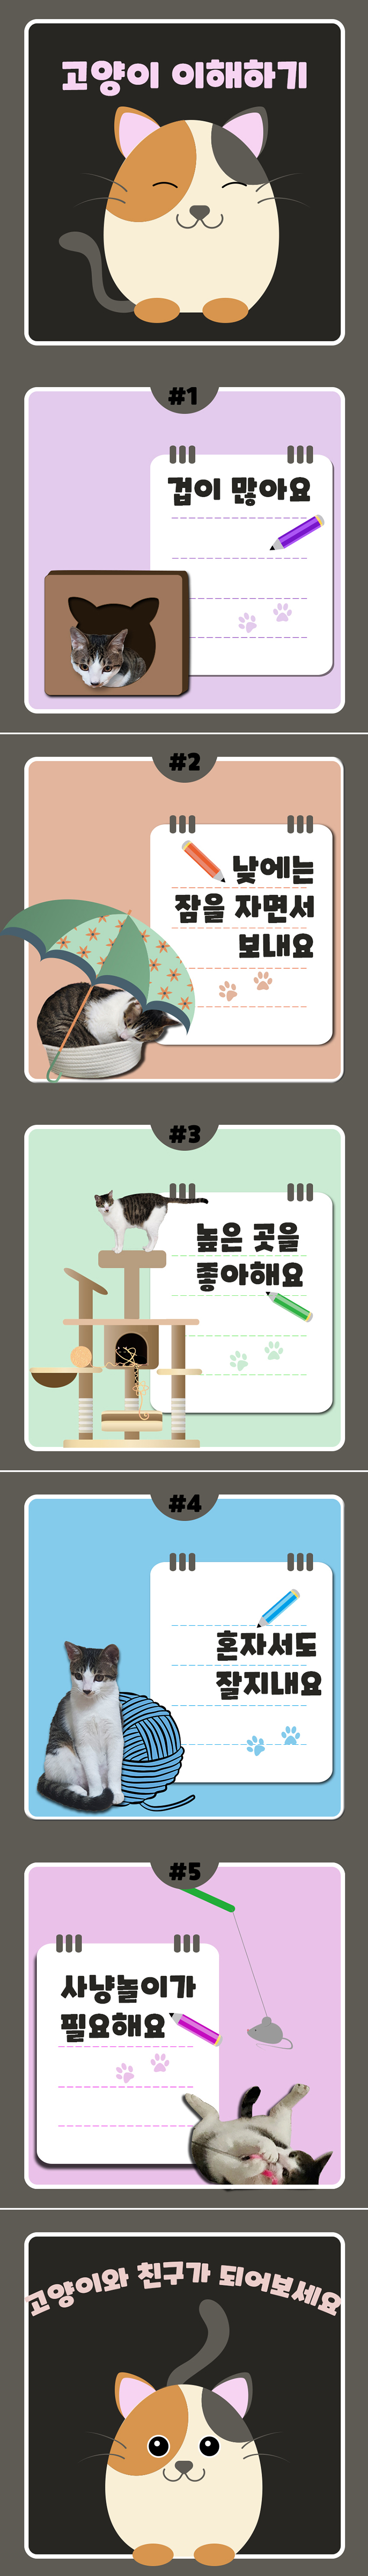 고양이 이해하기
#1
겁이 많아요
#2
낮에는
잠을 자면서
보내요
#3
높은 곳을
좋아해요
#4
혼자서도
잘지내요
#5
사냥놀이가
필요해요
고양이와 친구가 되어보세요